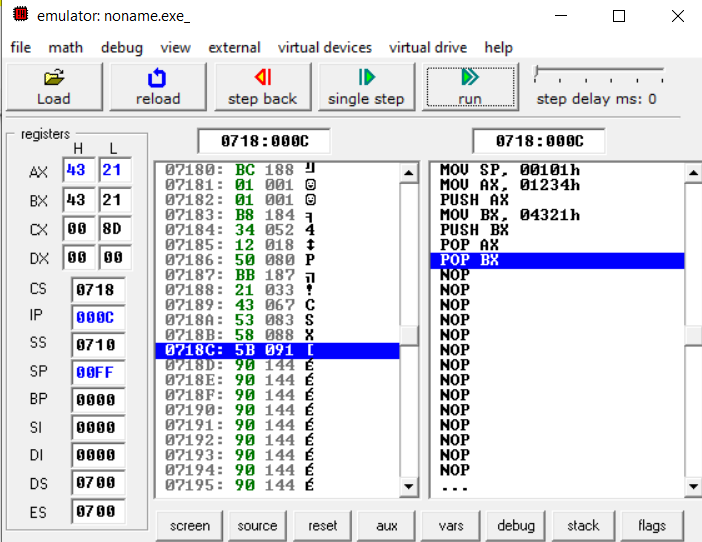 emulator: noname.exe_
file math debug view external virtual devices virtual drive help
Load reload step back single step run step delay ms: 0
registers
H L
0718:000C 0718:000C
AX 43 21
BX 43 21
CX 00 8D
DX 00 00
CS 0718
IP 000C
SS 0710
SP 00FF
BP 0000
SI 0000
DI 0000
DS 0700
ES 0700
07180: BC 188 ╝
07181: 01 001 ☺
07182: 01 001 ☺
07183: B8 184 ╕
07184: 34 052 4
07185: 12 018 ↕
07186: 50 080 P
07187: BB 187 ╗
07188: 21 033 !
07189: 43 067 C
0718A: 53 083 S
0718B: 58 088 X
0718C: 5B 091 [
0718D: 90 144 É
0718E: 90 144 É
0718F: 90 144 É
07190: 90 144 É
07191: 90 144 É
07192: 90 144 É
07193: 90 144 É
07194: 90 144 É
07195: 90 144 É
MOV SP, 00101h
MOV AX, 01234h
PUSH AX
MOV BX, 04321h
PUSH BX
POP AX
POP BX
NOP
NOP
NOP
NOP
NOP
NOP
NOP
NOP
NOP
NOP
NOP
NOP
NOP
NOP
...
screen source reset aux vars debug stack flags